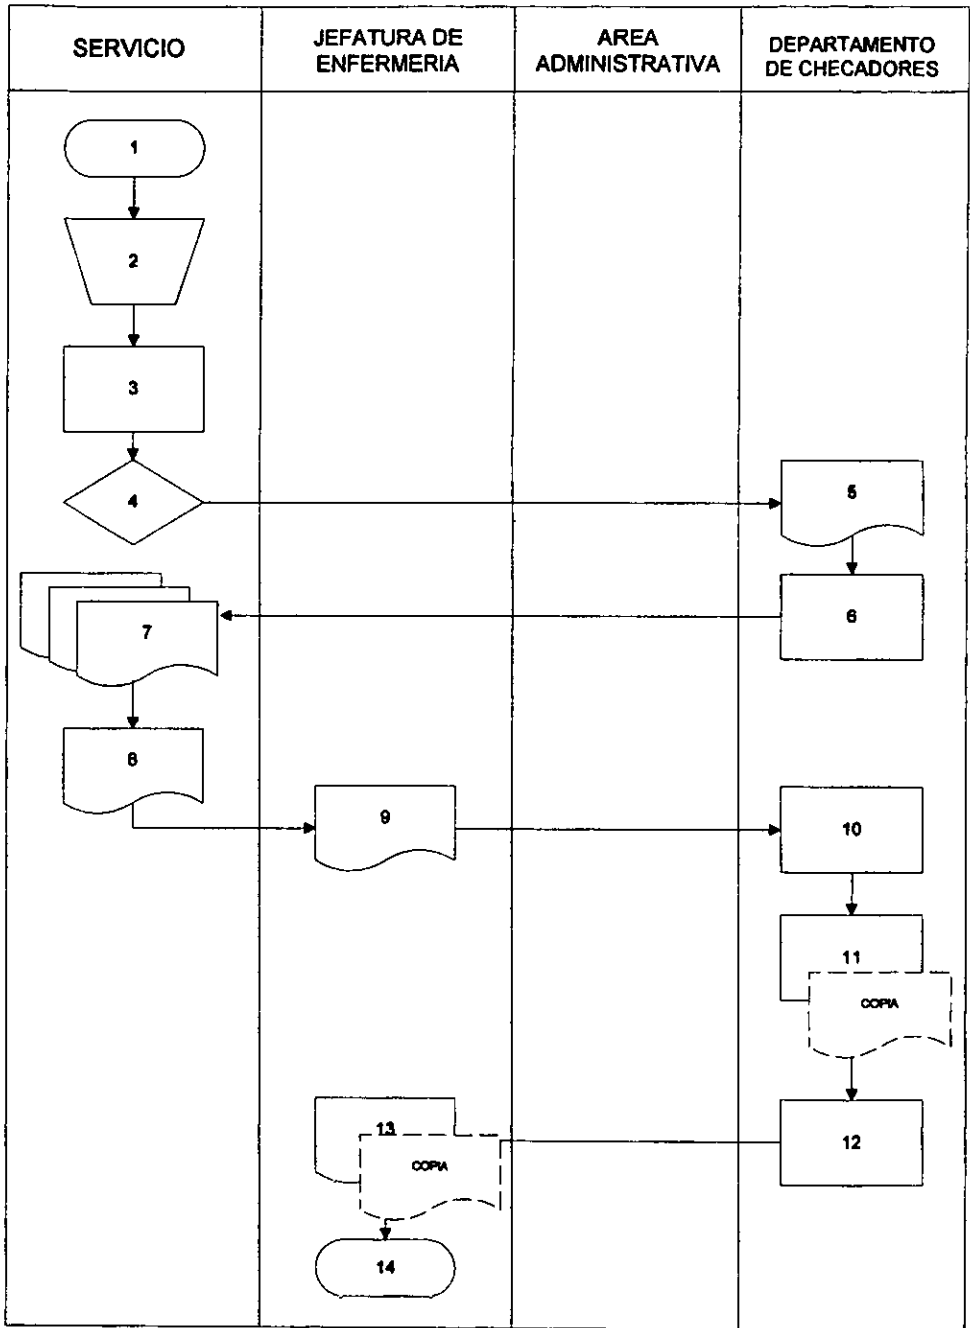 SERVICIO
JEFATURA DE
ENFERMERIA
AREA
ADMINISTRATIVA
DEPARTAMENTO
DE CHECADORES
1
2
3
4
5
6
7
8
9
10
11
COPIA
12
13
COPIA
14